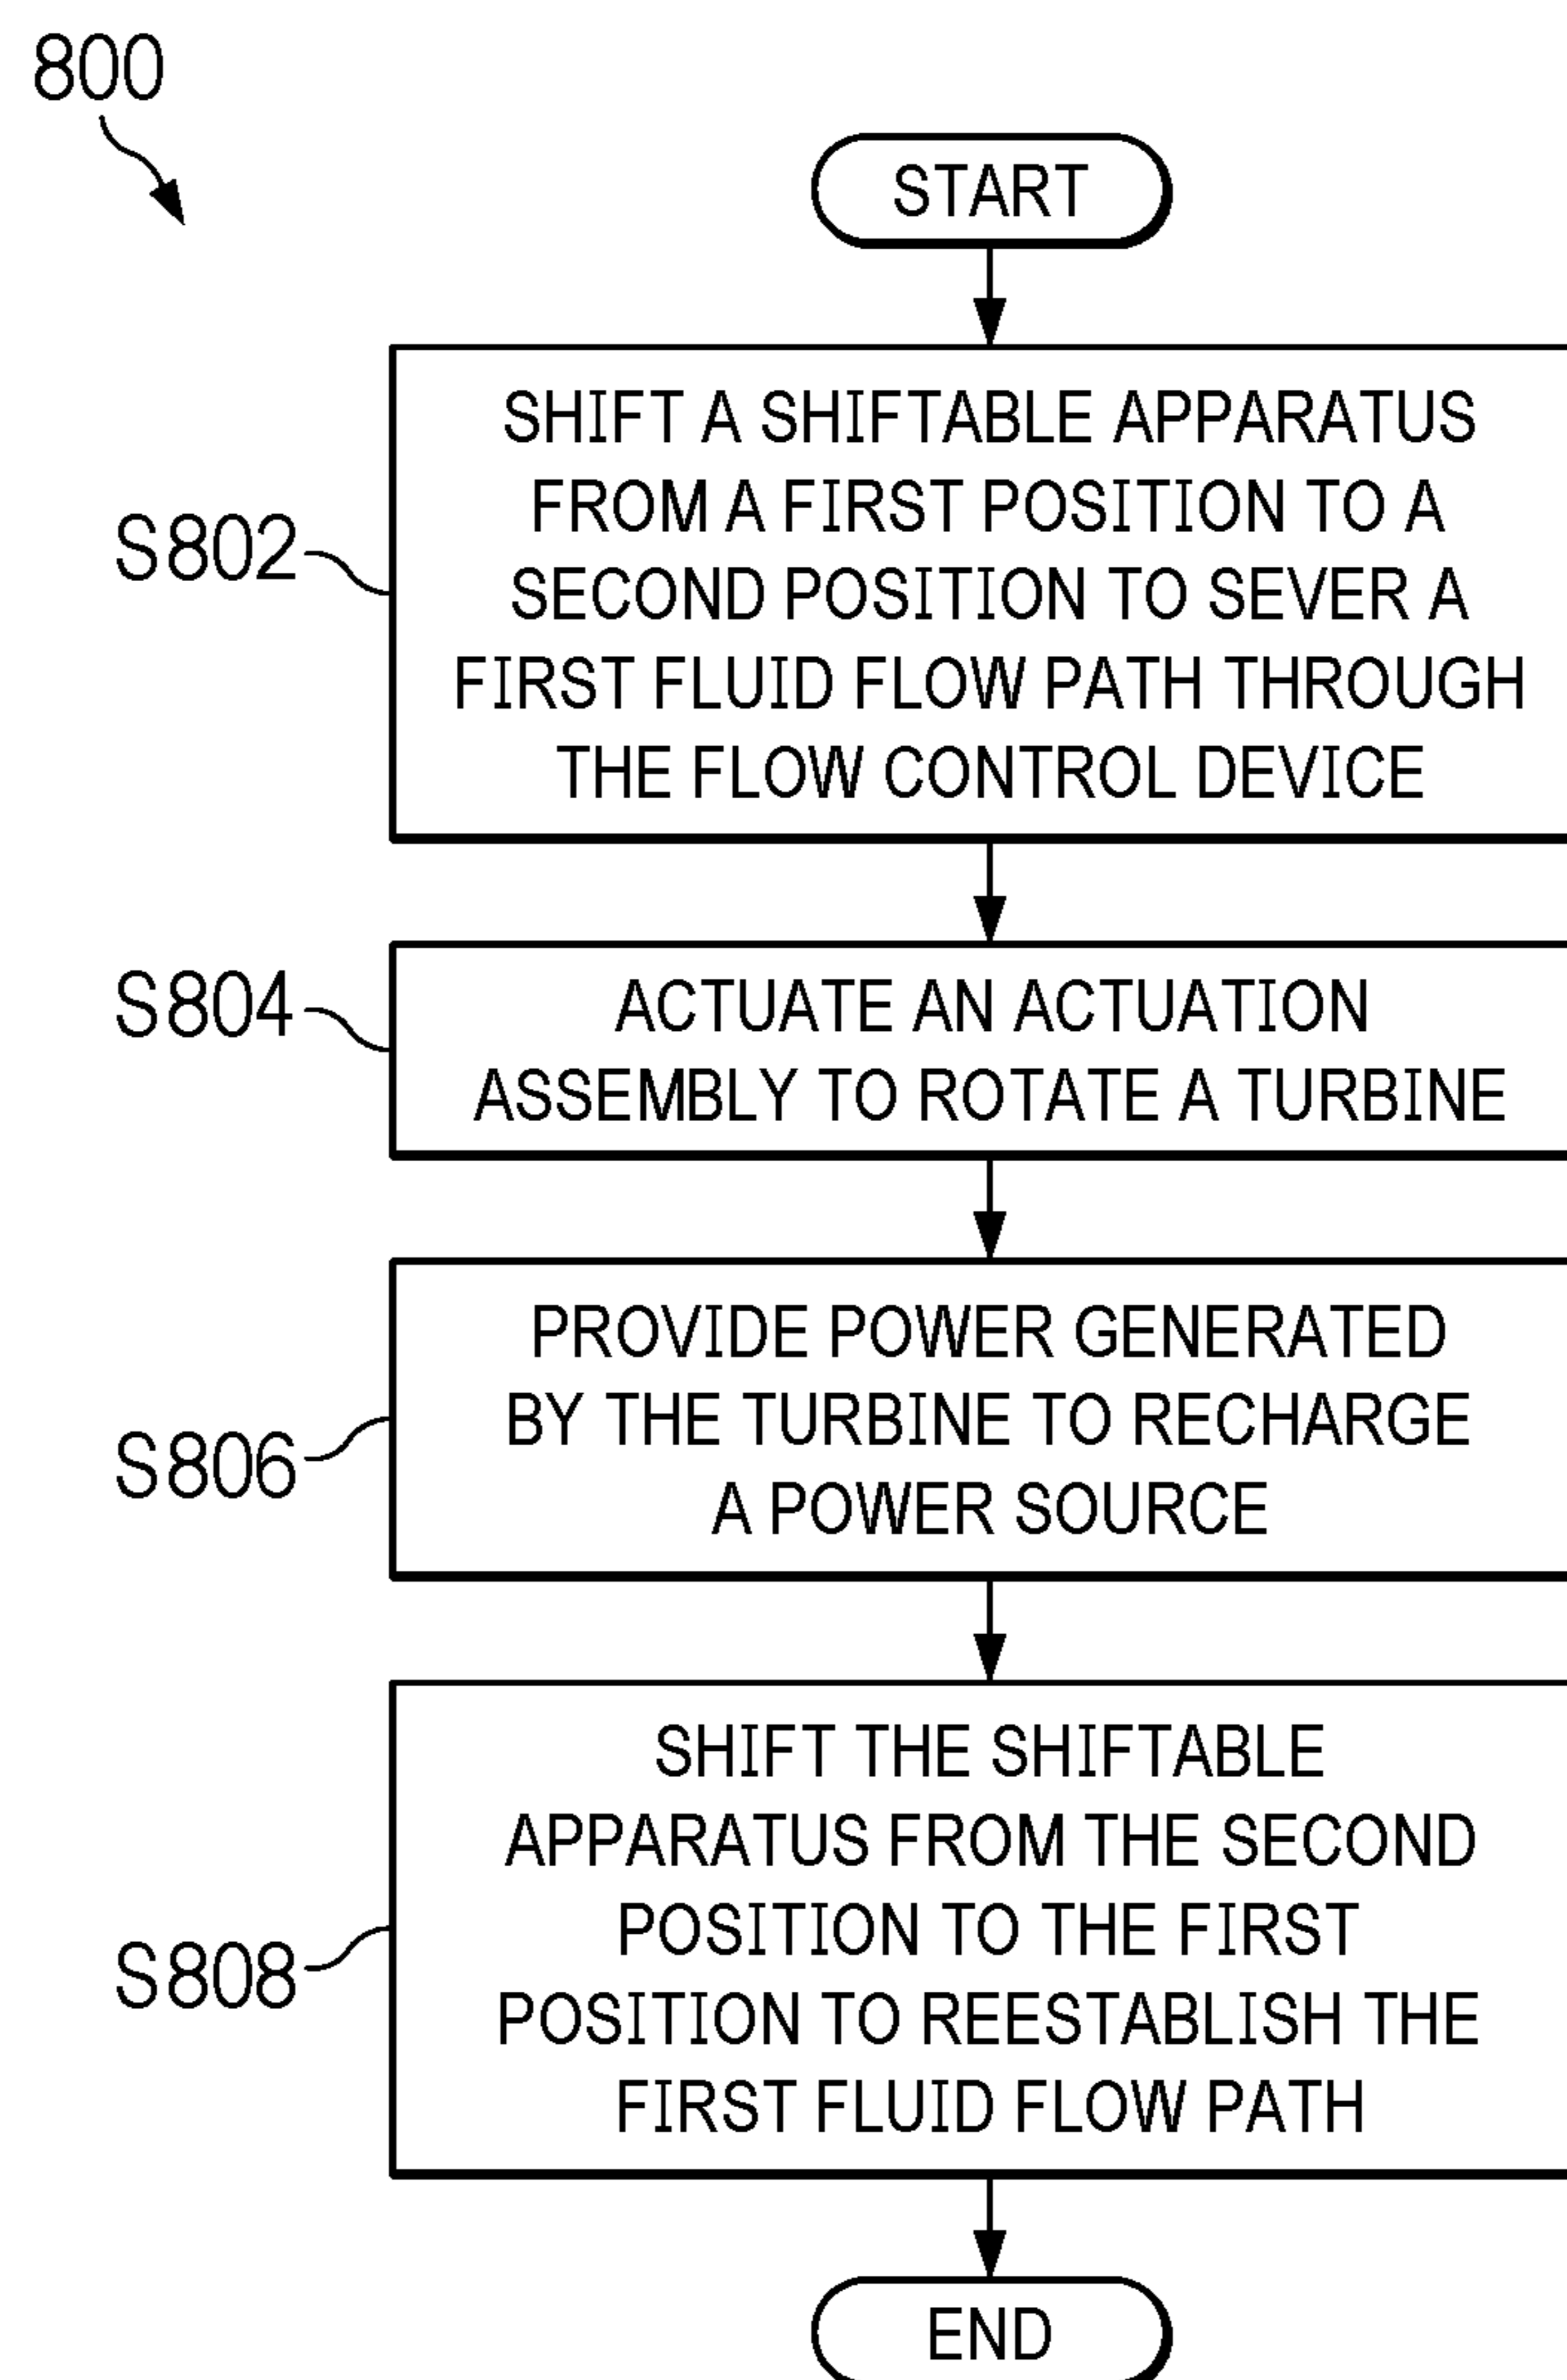 800
START
SHIFT A SHIFTABLE APPARATUS
FROM A FIRST POSITION TO A
SECOND POSITION TO SEVER A
FIRST FLUID FLOW PATH THROUGH
THE FLOW CONTROL DEVICE
S802
ACTUATE AN ACTUATION
ASSEMBLY TO ROTATE A TURBINE
S804
PROVIDE POWER GENERATED
BY THE TURBINE TO RECHARGE
A POWER SOURCE
S806
SHIFT THE SHIFTABLE
APPARATUS FROM THE SECOND
POSITION TO THE FIRST
POSITION TO REESTABLISH THE
FIRST FLUID FLOW PATH
S808
END